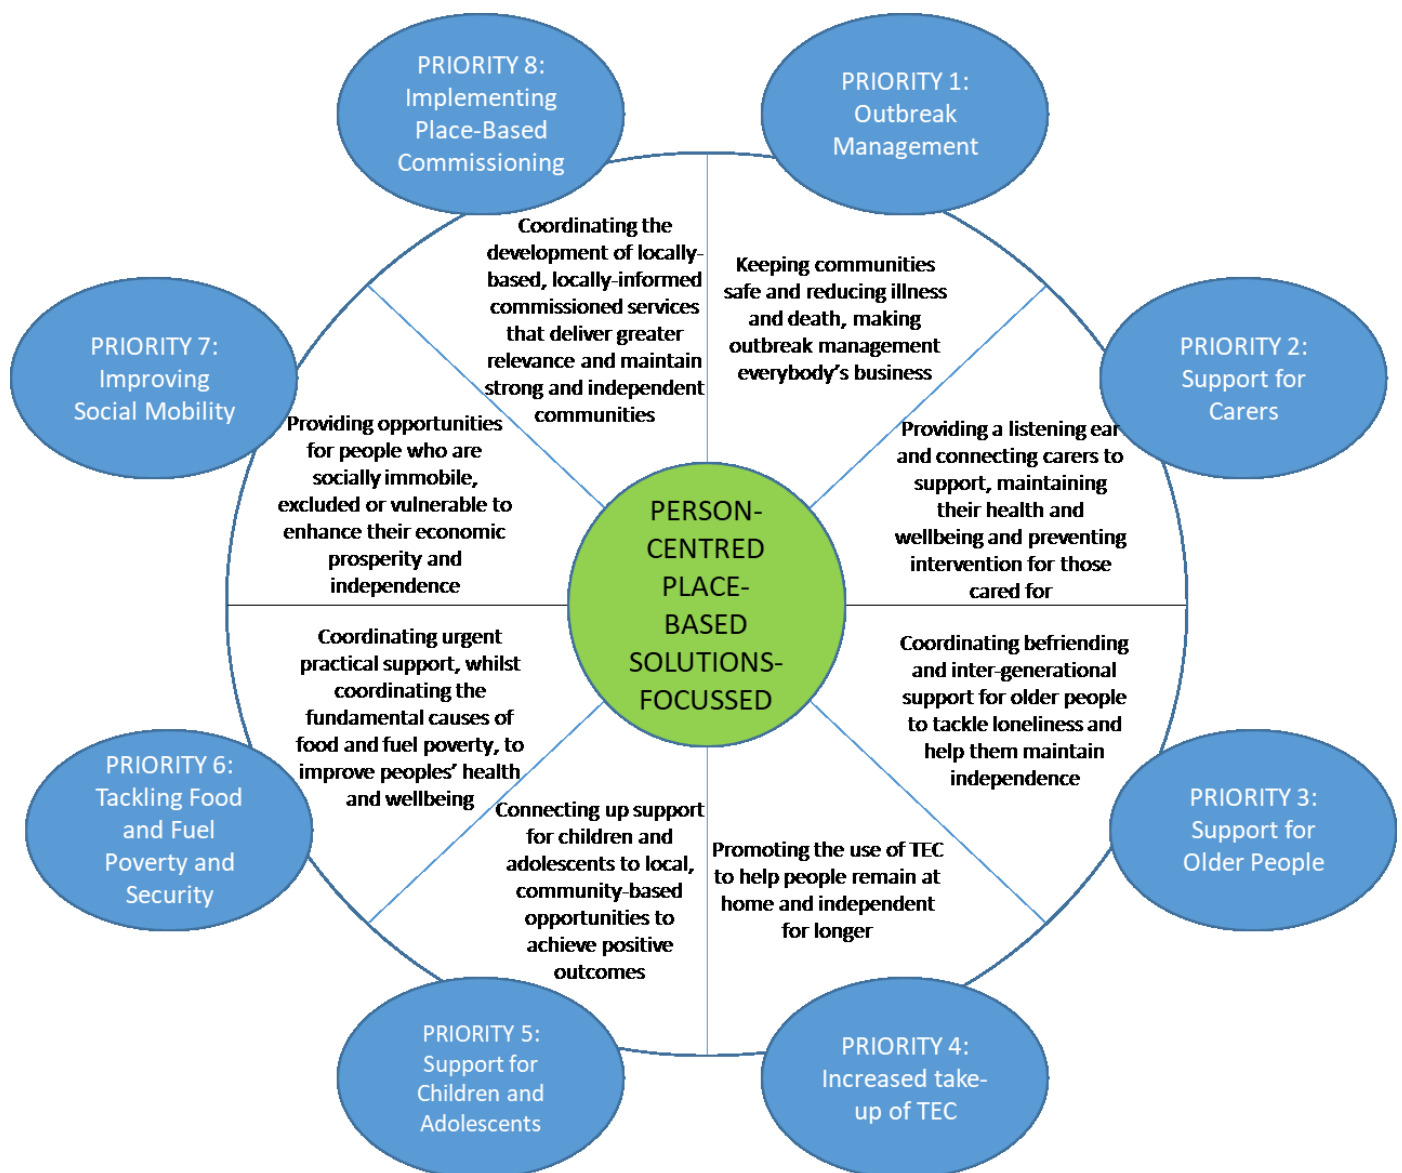 PRIORITY 8:
Implementing
Place-Based
Commissioning
PRIORITY 1:
Outbreak
Management
PRIORITY 2:
Support for
Carers
PRIORITY 3:
Support for
Older People
PRIORITY 4:
Increased take-
up of TEC
PRIORITY 5:
Support for
Children and
Adolescents
PRIORITY 6:
Tackling Food
and Fuel
Poverty and
Security
PRIORITY 7:
Improving
Social Mobility
Coordinating the
development of locally-
based, locally-informed
commissioned services
that deliver greater
relevance and maintain
strong and independent
communities
Keeping communities
safe and reducing illness
and death, making
outbreak management
everybody's business
Providing a listening ear
and connecting carers to
support, maintaining
their health and
wellbeing and preventing
intervention for those
cared for
Coordinating befriending
and inter-generational
support for older people
to tackle loneliness and
help them maintain
independence
Promoting the use of TEC
to help people remain at
home and independent
for longer
Connecting up support
for children and
adolescents to local,
community-based
opportunities to
achieve positive
outcomes
Coordinating urgent
practical support, whilst
coordinating the
fundamental causes of
food and fuel poverty, to
improve peoples' health
and wellbeing
Providing opportunities
for people who are
socially immobile,
excluded or vulnerable to
enhance their economic
prosperity and
independence
PERSON-
CENTRED
PLACE-
BASED
SOLUTIONS-
FOCUSSED